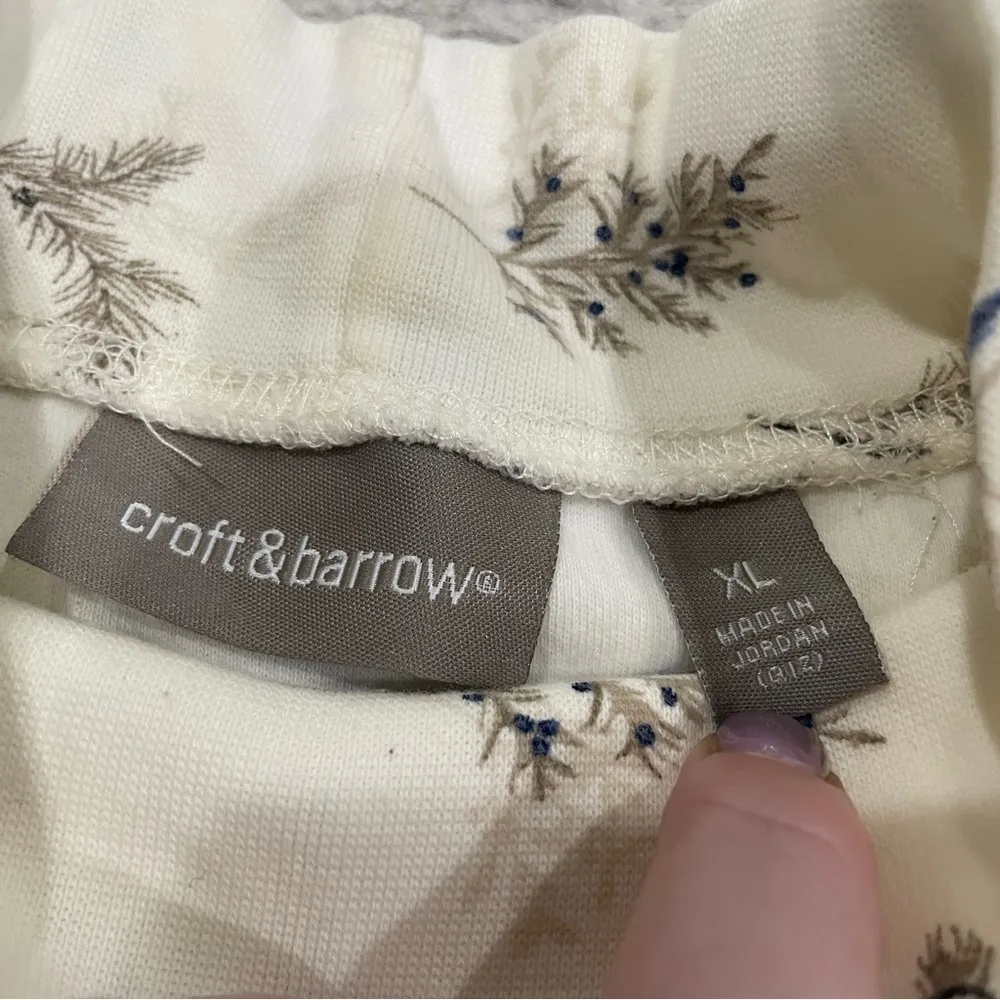 croft&barrow®
XL
MADE IN
JORDAN
(QIZ)